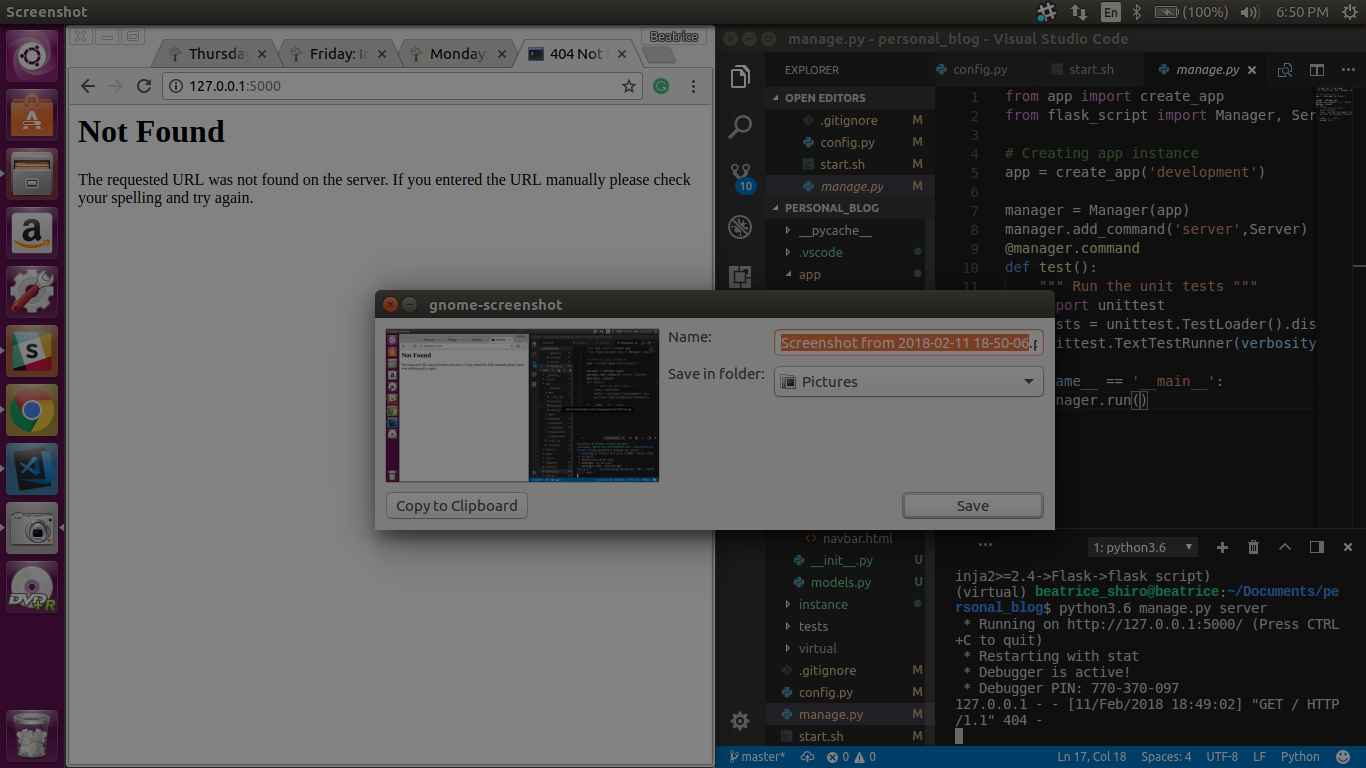 Screenshot
En
(100%)
6:50 PM
Beatrice
Thursday
Friday: I
Monday:
404 Not
127.0.0.1:5000
Not Found
The requested URL was not found on the server. If you entered the URL manually please check
your spelling and try again.
manage.py - personal_blog - Visual Studio Code
EXPLORER
OPEN EDITORS
.gitignore M
config.py M
start.sh M
manage.py M
PERSONAL_BLOG
__pycache__
.vscode
app
10
config.py
start.sh
manage.py
1 from app import create_app
2 from flask_script import Manager, Ser
3
4 # Creating app instance
5 app = create_app('development')
6
7 manager = Manager(app)
8 manager.add_command('server',Server)
9 @manager.command
10 def test():
11 """ Run the unit tests """
port unittest
sts = unittest.TestLoader().dis
ittest.TextTestRunner(verbosity
ame__ == '__main__':
nager.run()
gnome-screenshot
Name:
Screenshot from 2018-02-11 18-50-06.p
Save in folder:
Pictures
Not Found
Copy to Clipboard
Save
navbar.html
__init__.py U
models.py U
instance
tests
virtual
.gitignore M
config.py M
manage.py M
start.sh M
1: python3.6
inja2>=2.4->Flask->flask script)
(virtual) beatrice_shiro@beatrice:~/Documents/pe
rsonal_blog$ python3.6 manage.py server
* Running on http://127.0.0.1:5000/ (Press CTRL
+C to quit)
* Restarting with stat
* Debugger is active!
* Debugger PIN: 770-370-097
127.0.0.1 - - [11/Feb/2018 18:49:02] "GET / HTTP
/1.1" 404 -
master*
0
0
Ln 17, Col 18
Spaces: 4
UTF-8
LF
Python
DVD+R